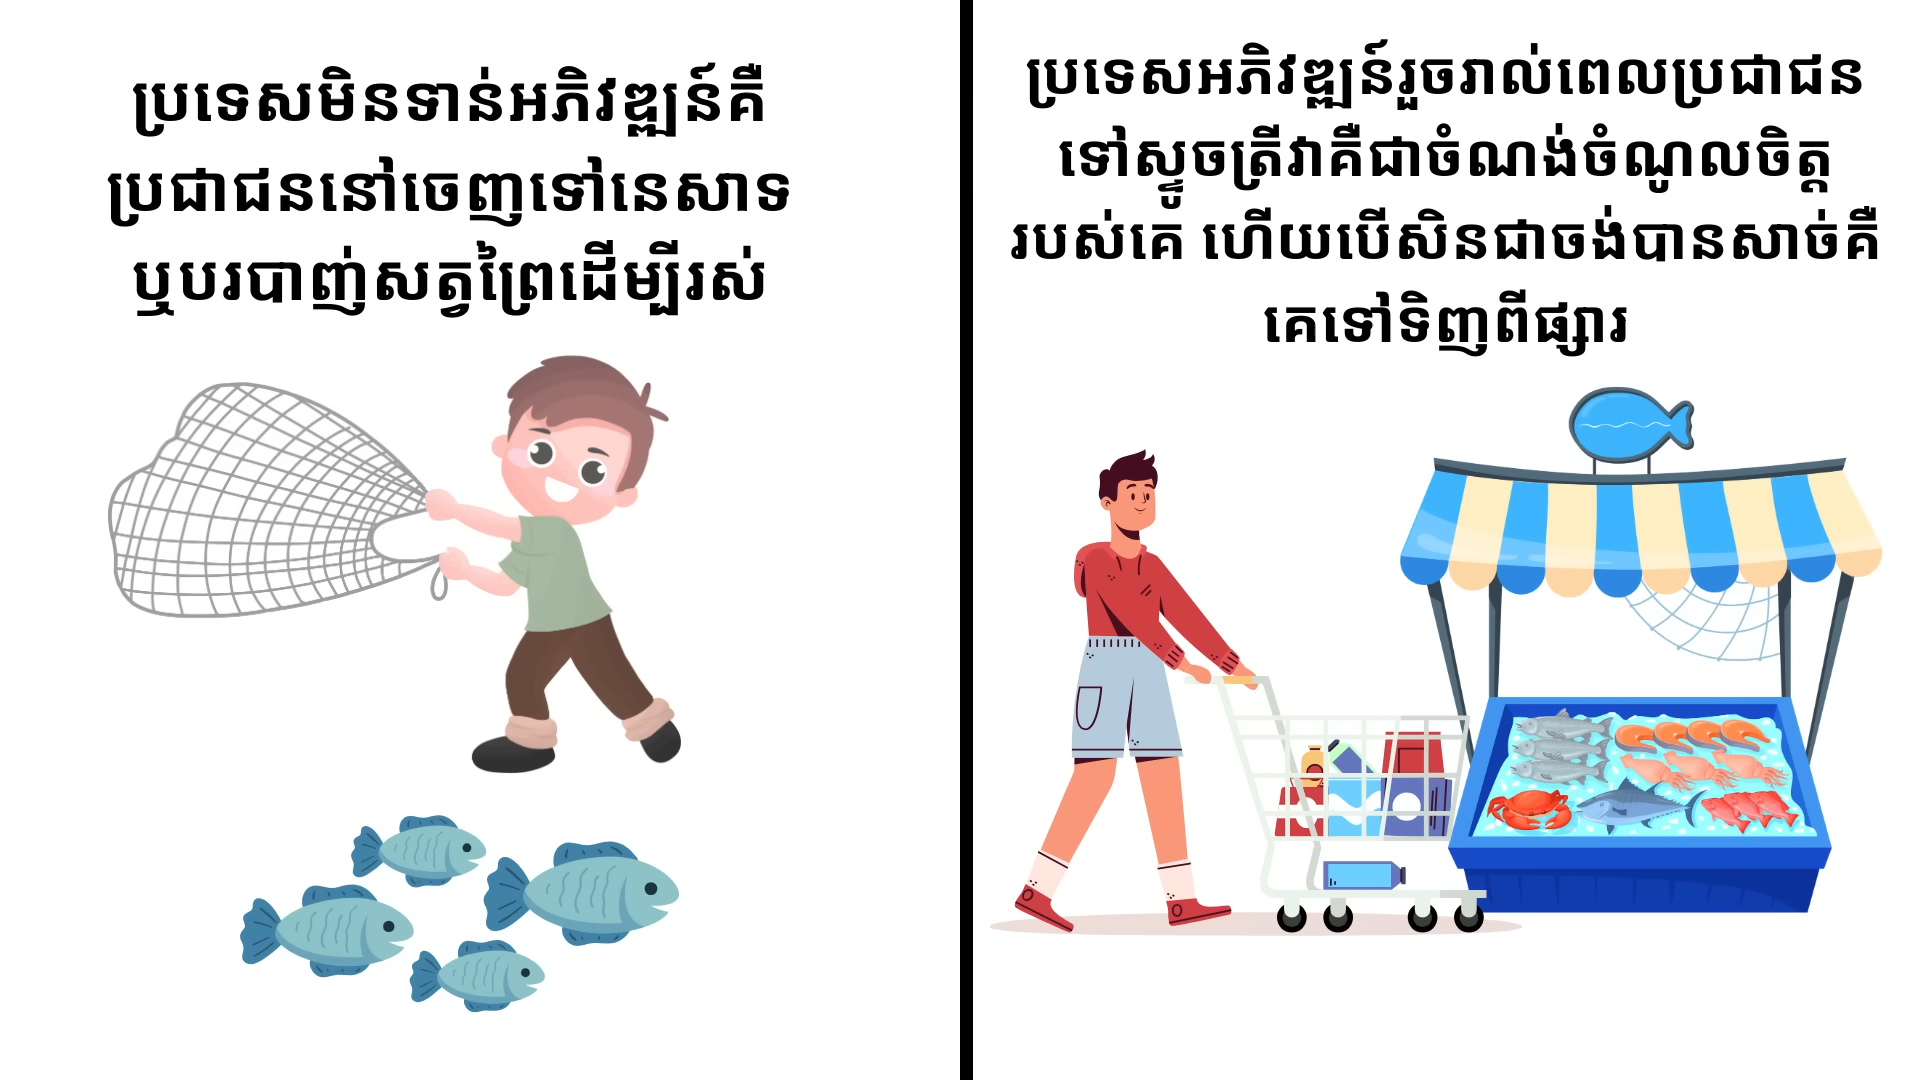 ប្រទេសមិនទាន់អភិវឌ្ឍន៍គឺ
ប្រជាជននៅចេញទៅនេសាទ
ឬបរបាញ់សត្វព្រៃដើម្បីរស់
ប្រទេសអភិវឌ្ឍន៍រួចរាល់ពេលប្រជាជន
ទៅស្ទូចត្រីវាគឺជាចំណង់ចំណូលចិត្ត
របស់គេ ហើយបើសិនជាចង់បានសាច់គឺ
គេទៅទិញពីផ្សារ